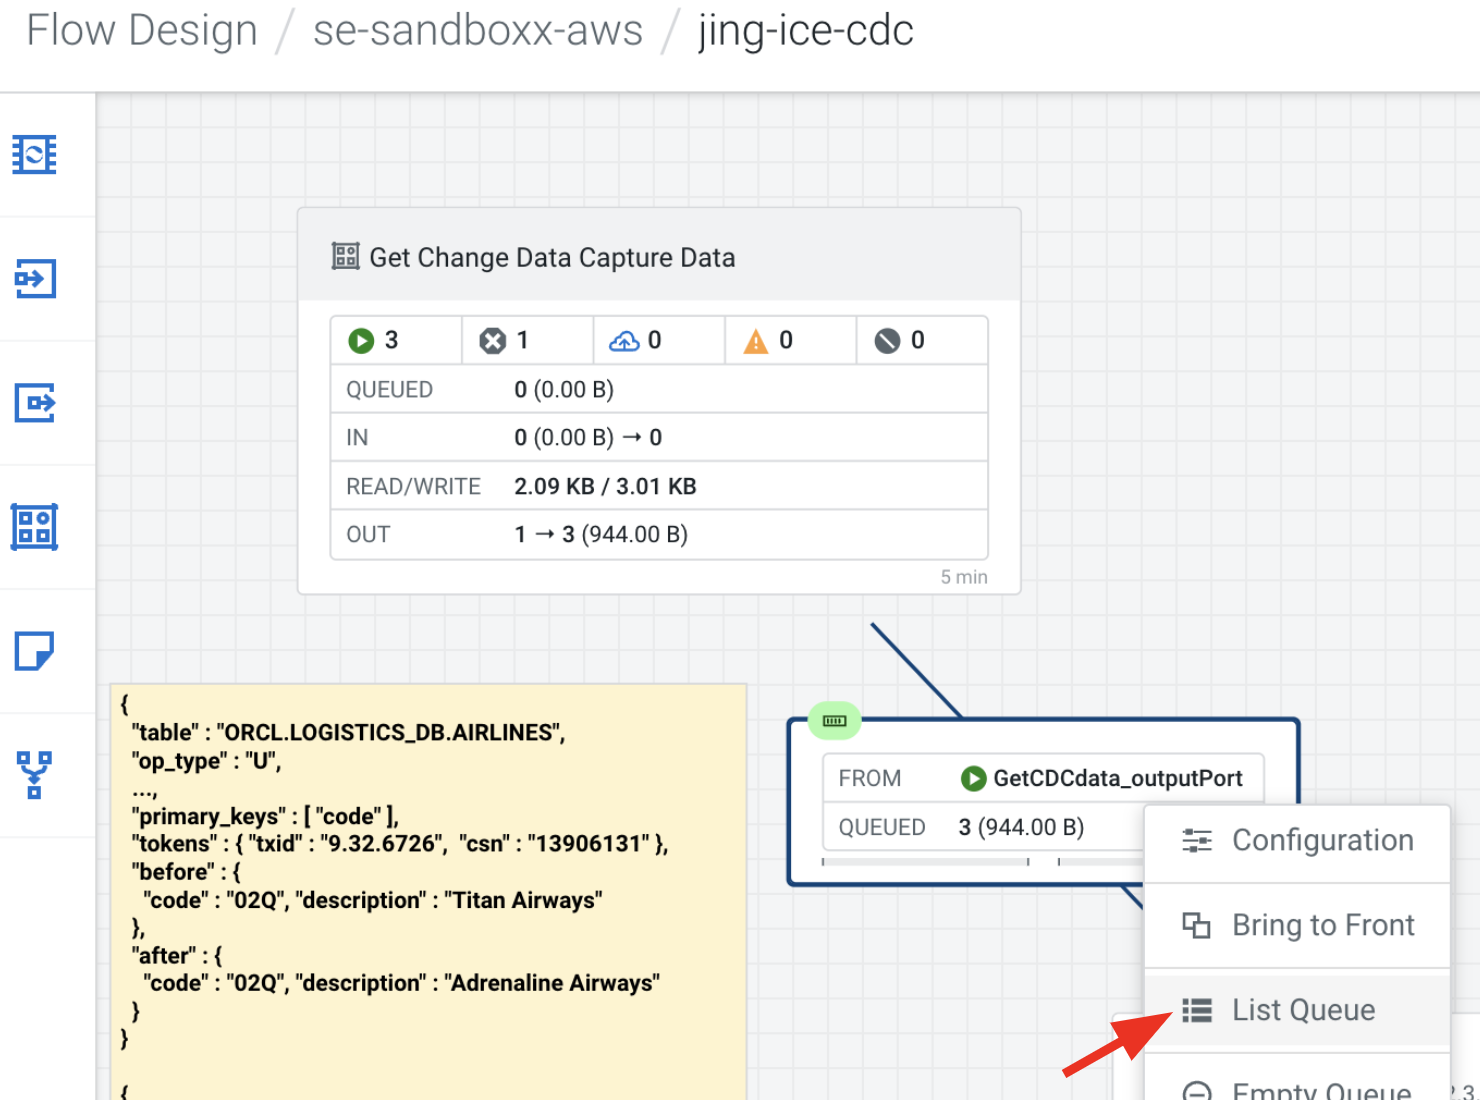 Flow Design / se-sandboxx-aws / jing-ice-cdc
Get Change Data Capture Data
3 1 0 0 0
QUEUED 0 (0.00 B)
IN 0 (0.00 B) → 0
READ/WRITE 2.09 KB / 3.01 KB
OUT 1 → 3 (944.00 B)
5 min
{
"table" : "ORCL.LOGISTICS_DB.AIRLINES",
"op_type" : "U",
...,
"primary_keys" : [ "code" ],
"tokens" : { "txid" : "9.32.6726", "csn" : "13906131" },
"before" : {
"code" : "02Q", "description" : "Titan Airways"
},
"after" : {
"code" : "02Q", "description" : "Adrenaline Airways"
}
}
{
FROM GetCDCdata_outputPort
QUEUED 3 (944.00 B)
Configuration
Bring to Front
List Queue
Empty Queue